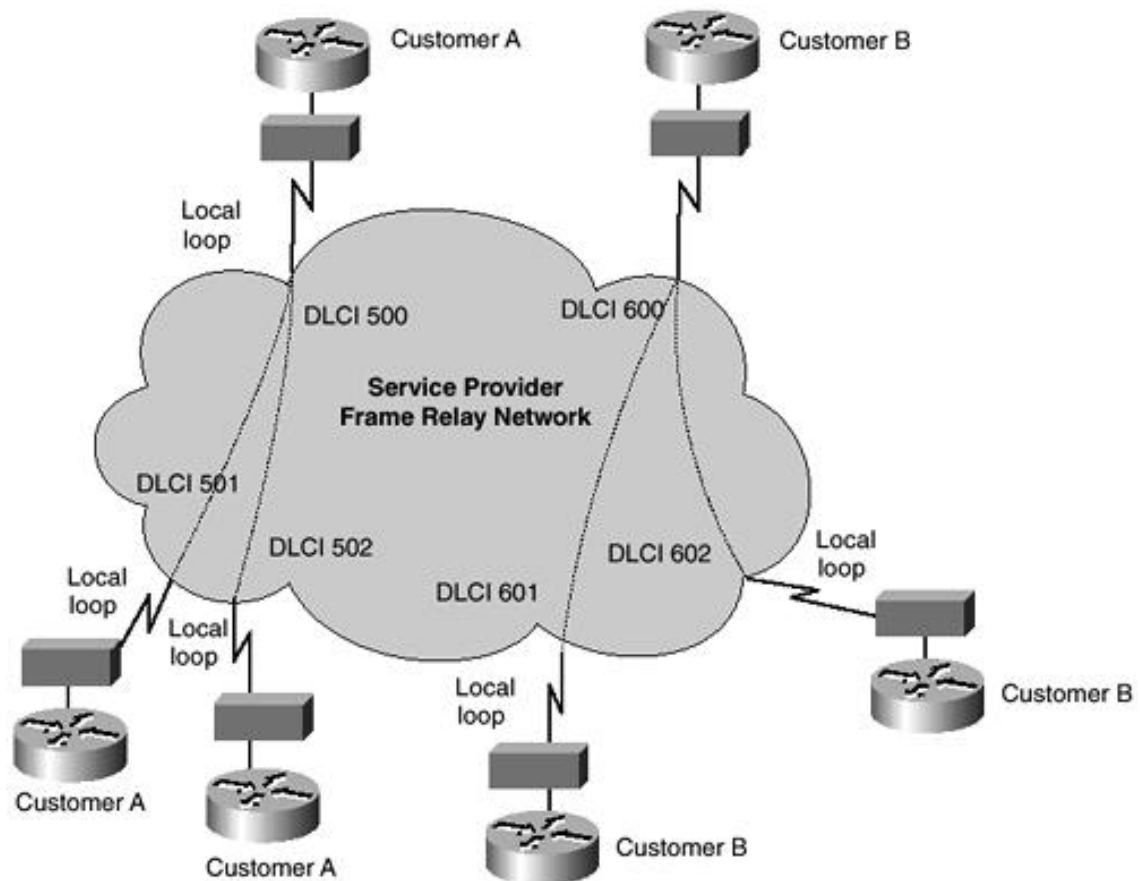 Customer A
Customer B
Local
loop
DLCI 500
DLCI 600
Service Provider
Frame Relay Network
DLCI 501
DLCI 502
DLCI 602
DLCI 601
Local
loop
Local
loop
Local
loop
Local
loop
Customer B
Customer A
Customer A
Customer B